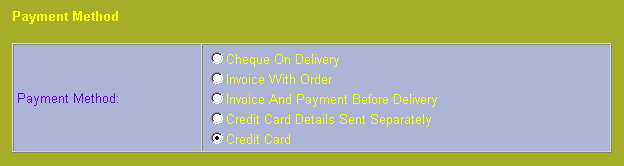 Payment Method
Cheque On Delivery
Invoice With Order
Payment Method:
Invoice And Payment Before Delivery
Credit Card Details Sent Separately
Credit Card